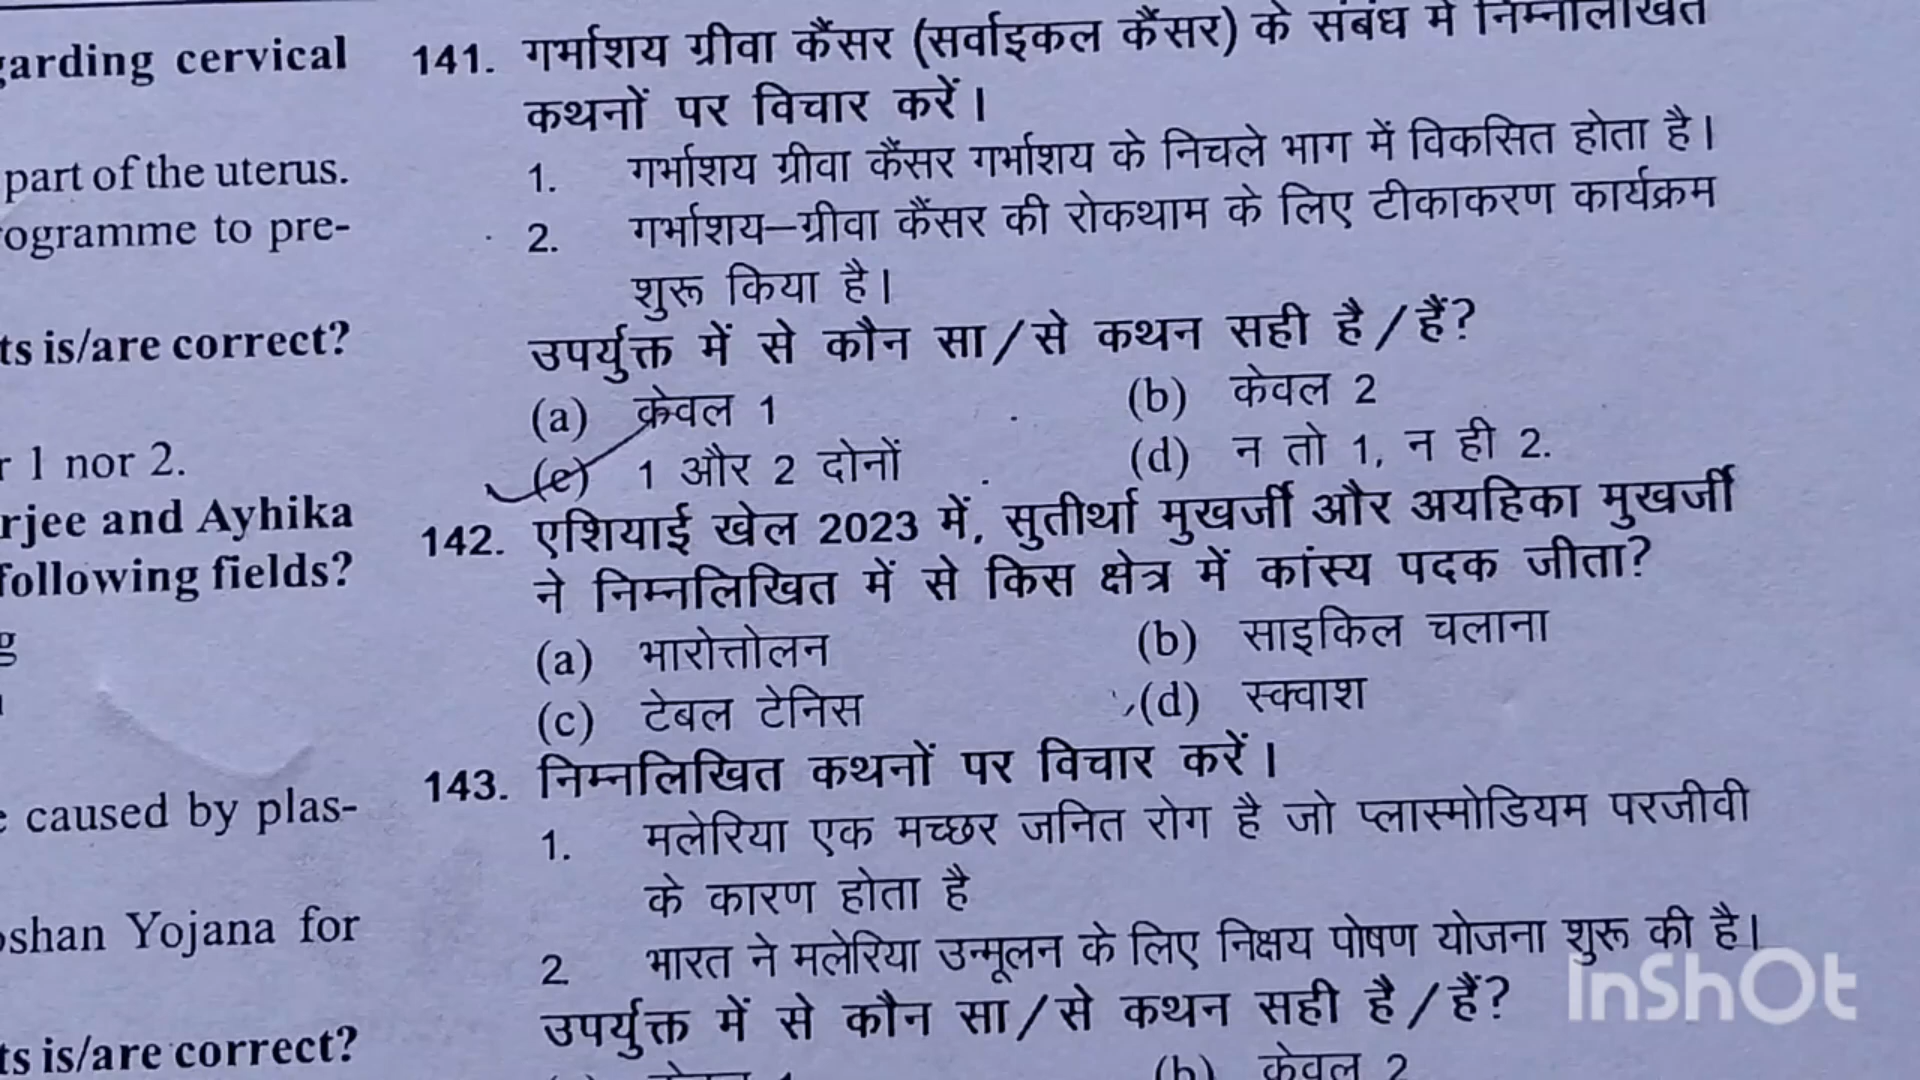 garding cervical
part of the uterus.
ogramme to pre-
ts is/are correct?
r 1 nor 2.
rjee and Ayhika
following fields?
g
caused by plas-
oshan Yojana for
ts is/are correct?
141. गर्भाशय ग्रीवा कैंसर (सर्वाइकल कैंसर) के संबंध में निम्नलिखित
कथनों पर विचार करें।
1. गर्भाशय ग्रीवा कैंसर गर्भाशय के निचले भाग में विकसित होता है।
2. गर्भाशय–ग्रीवा कैंसर की रोकथाम के लिए टीकाकरण कार्यक्रम
शुरू किया है।
उपर्युक्त में से कौन सा/से कथन सही है/हैं?
(a) केवल 1 (b) केवल 2
(c) 1 और 2 दोनों (d) न तो 1, न ही 2.
142. एशियाई खेल 2023 में, सुतीर्था मुखर्जी और अयहिका मुखर्जी
ने निम्नलिखित में से किस क्षेत्र में कांस्य पदक जीता?
(a) भारोत्तोलन (b) साइकिल चलाना
(c) टेबल टेनिस (d) स्क्वाश
143. निम्नलिखित कथनों पर विचार करें।
1. मलेरिया एक मच्छर जनित रोग है जो प्लास्मोडियम परजीवी
के कारण होता है
2 भारत ने मलेरिया उन्मूलन के लिए निक्षय पोषण योजना शुरू की है।
उपर्युक्त में से कौन सा/से कथन सही है/हैं?
(b) केवल 2
InShOt